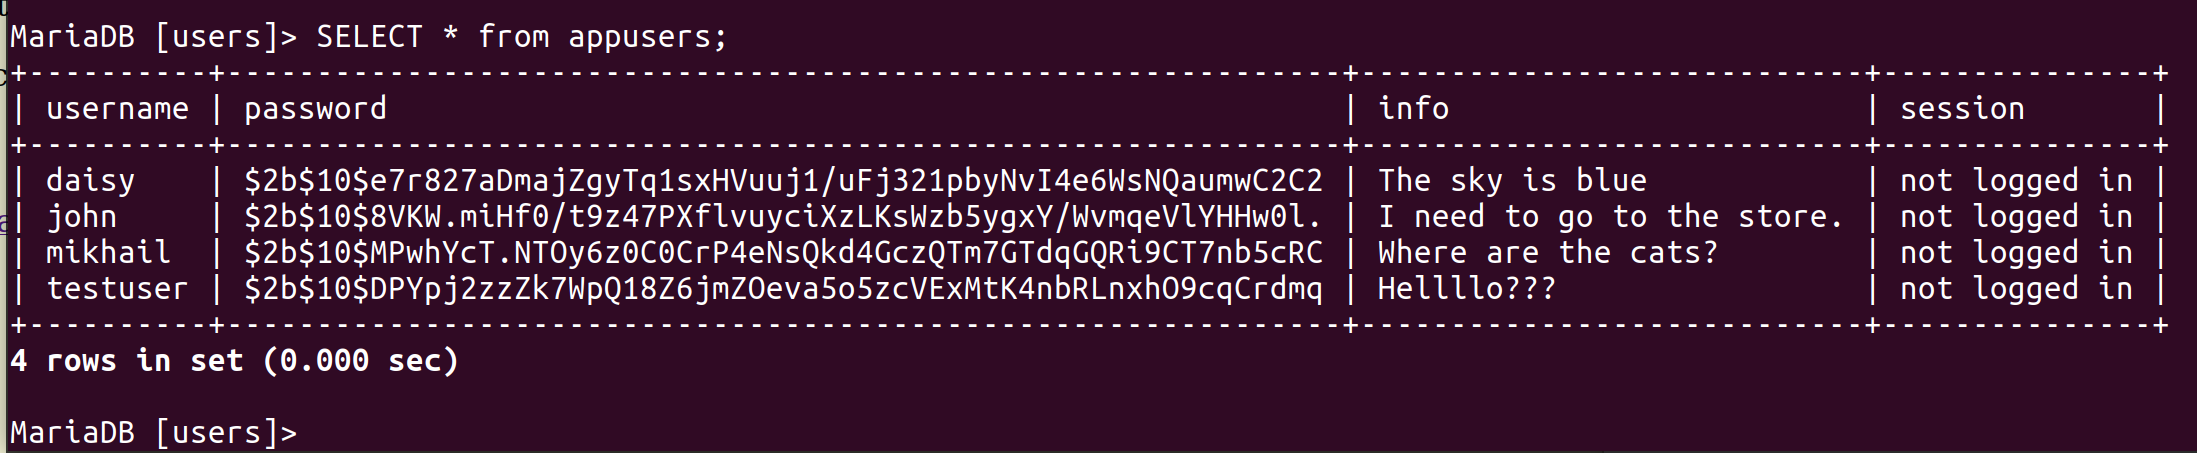 MariaDB [users]> SELECT * from appusers;
+----------+--------------------------------------------------------------+----------------------------+---------------+
| username | password                                                     | info                       | session       |
+----------+--------------------------------------------------------------+----------------------------+---------------+
| daisy    | $2b$10$e7r827aDmajZgyTq1sxHVuuj1/uFj321pbyNvI4e6WsNQaumwC2C2 | The sky is blue            | not logged in |
| john     | $2b$10$8VKW.miHf0/t9z47PXflvuyciXzLKsWzb5ygxY/WvmqeVlYHHw0l. | I need to go to the store. | not logged in |
| mikhail  | $2b$10$MPwhYcT.NTOy6z0C0CrP4eNsQkd4GczQTm7GTdqGQRi9CT7nb5cRC | Where are the cats?        | not logged in |
| testuser | $2b$10$DPYpj2zzZk7WpQ18Z6jmZOeva5o5zcVExMtK4nbRLnxhO9cqCrdmq | Hellllo???                 | not logged in |
+----------+--------------------------------------------------------------+----------------------------+---------------+
4 rows in set (0.000 sec)
MariaDB [users]>